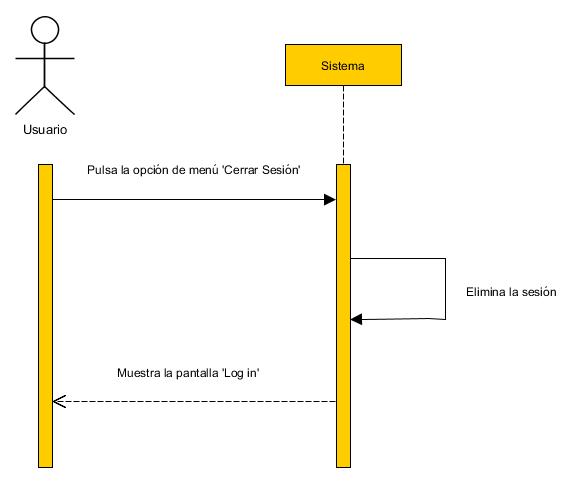 Sistema
Usuario
Pulsa la opción de menú 'Cerrar Sesión'
Elimina la sesión
Muestra la pantalla 'Log in'